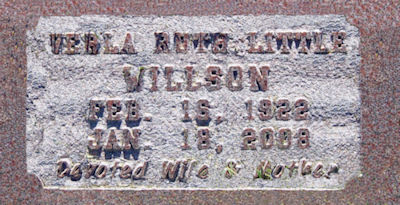 VERLA RUTH LITTLE
WILLSON
FEB. 16, 1922
JAN. 18, 2008
Devoted Wife & Mother